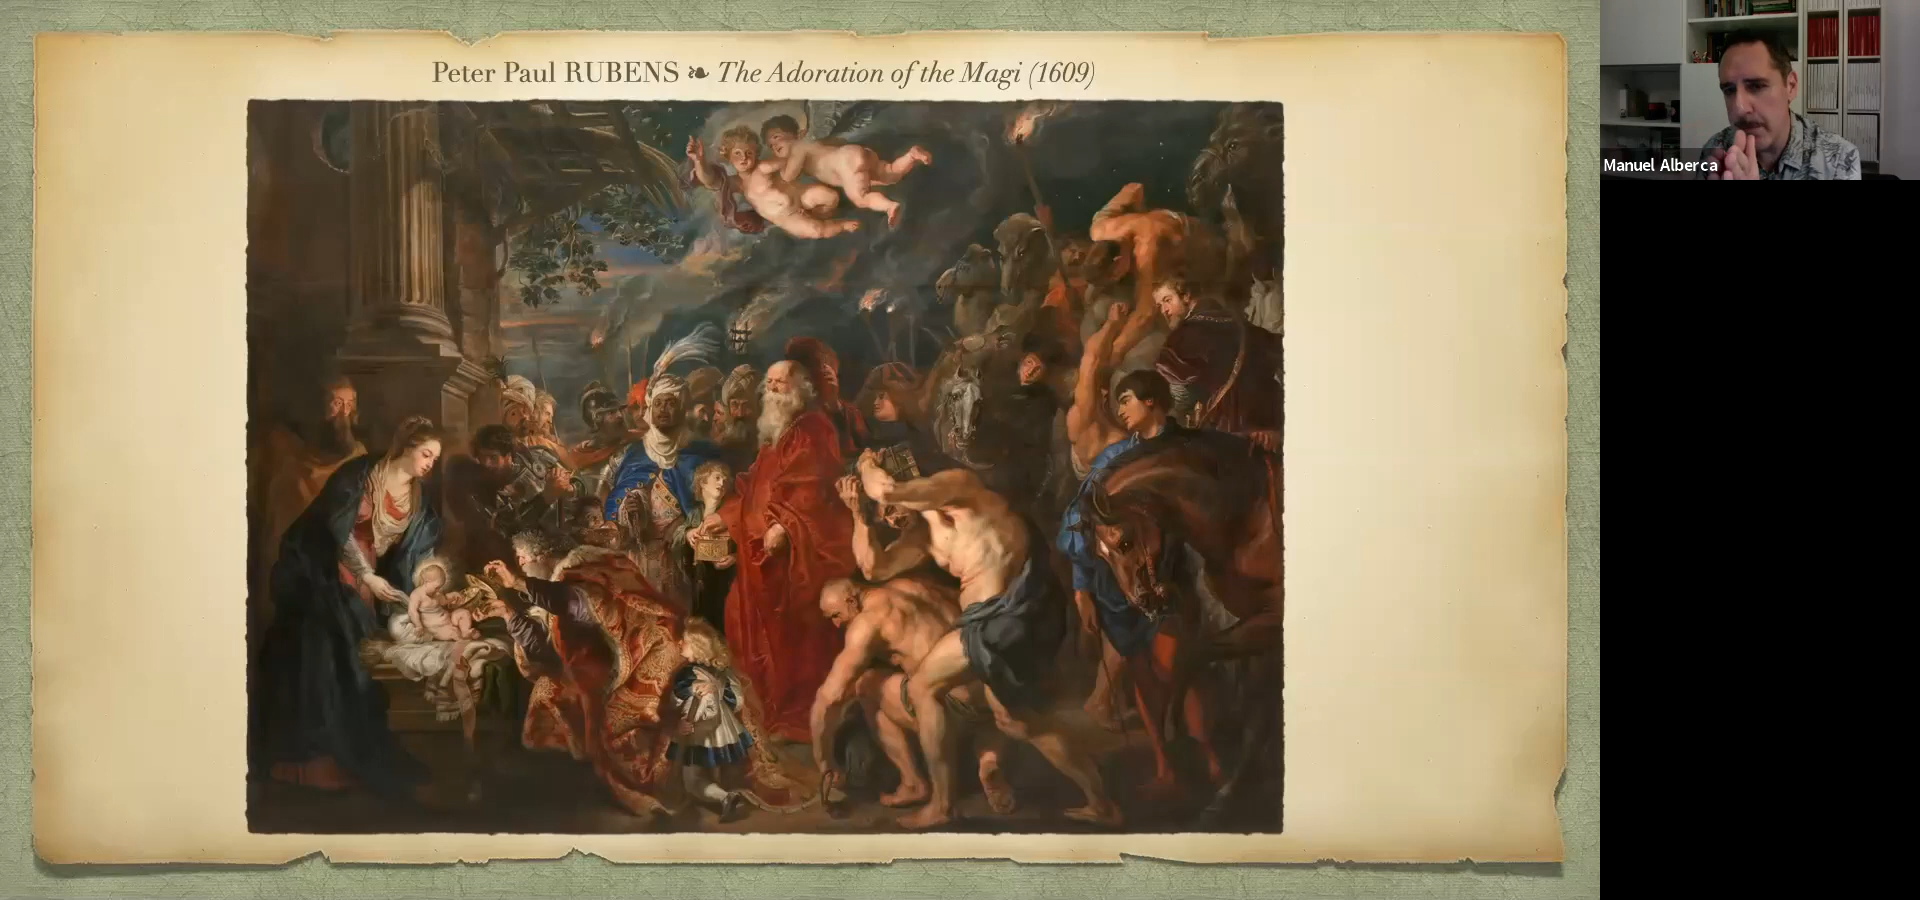 Peter Paul RUBENS ❧ The Adoration of the Magi (1609)
Manuel Alberca